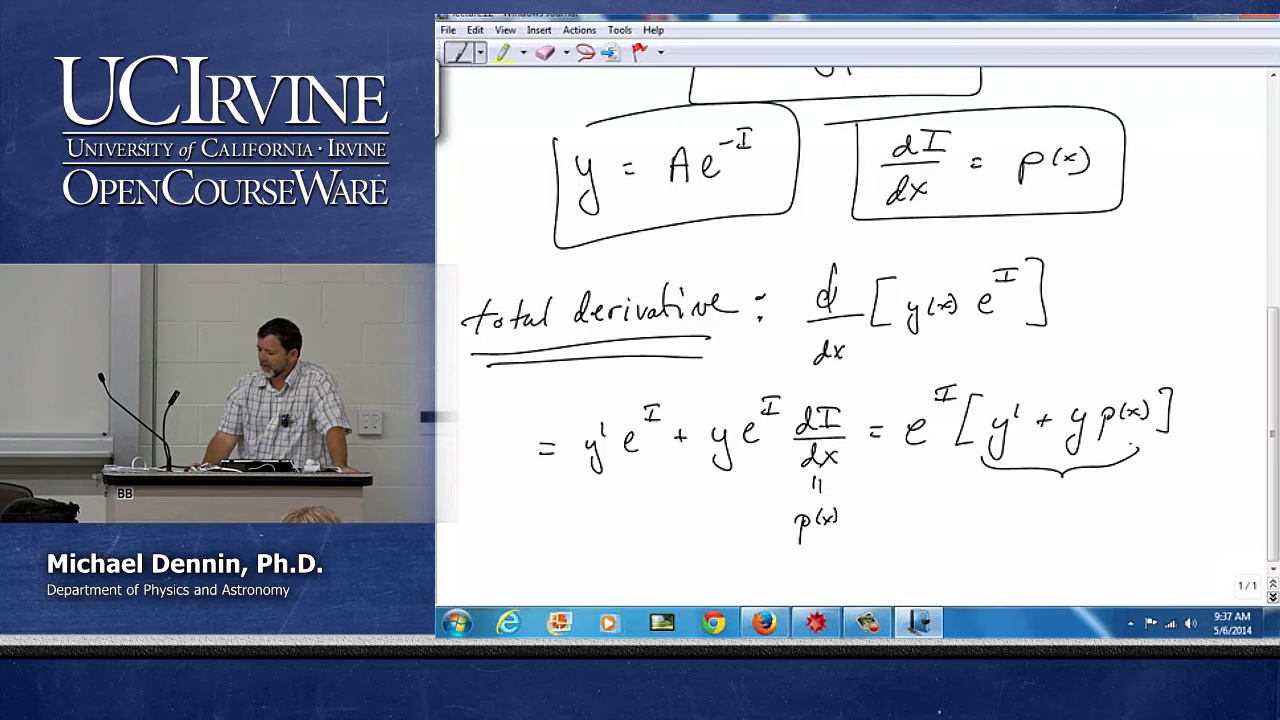 UCIRVINE
UNIVERSITY OF CALIFORNIA · IRVINE
OPENCOURSEWARE
BB
Michael Dennin, Ph.D.
Department of Physics and Astronomy
File Edit View Insert Actions Tools Help
y = Ae^{-I}
dI/dx = p(x)
total derivative : d/dx [ y(x) e^I ]
= y' e^I + y e^I dI/dx = e^I [ y' + y p(x) ]
||
p(x)
1/1
9:37 AM
5/6/2014